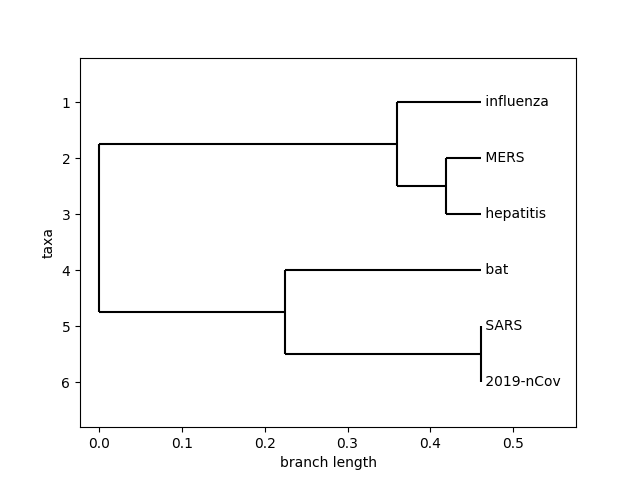 1 influenza
2 MERS
3 hepatitis
taxa
4 bat
5 SARS
6 2019-nCov
0.0 0.1 0.2 0.3 0.4 0.5
branch length